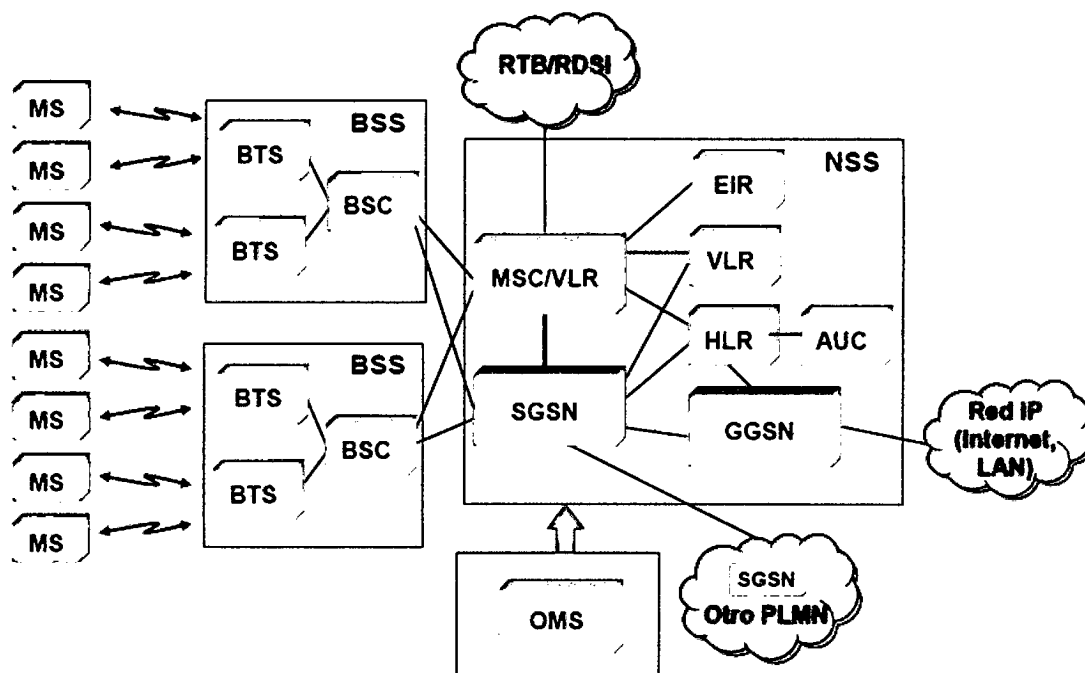 RTB/RDSI
MS
MS
MS
MS
MS
MS
MS
MS
BSS
BTS
BTS
BSC
BSS
BTS
BTS
BSC
NSS
EIR
MSC/VLR
VLR
HLR
AUC
SGSN
GGSN
Red IP
(Internet,
LAN)
OMS
SGSN
Otro PLMN